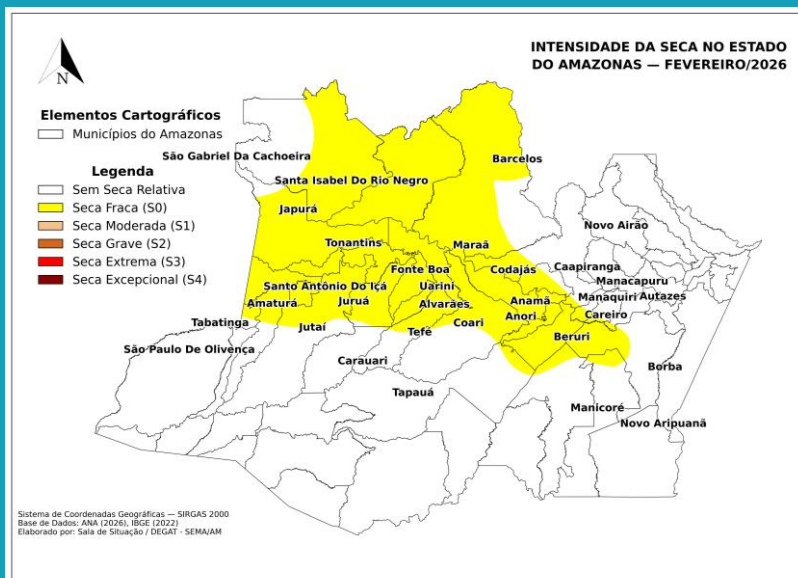 INTENSIDADE DA SECA NO ESTADO
DO AMAZONAS — FEVEREIRO/2026
N
Elementos Cartográficos
Municípios do Amazonas
Legenda
Sem Seca Relativa
Seca Fraca (S0)
Seca Moderada (S1)
Seca Grave (S2)
Seca Extrema (S3)
Seca Excepcional (S4)
São Gabriel Da Cachoeira
Barcelos
Santa Isabel Do Rio Negro
Japurá
Novo Airão
Tonantins
Maraã
Fonte Boa
Codajás
Caapiranga
Santo Antônio Do Içá
Uarini
Manacapuru
Amaturá
Juruá
Alvarães
Anamã
Manaquiri
Autazes
Tabatinga
Jutaí
Tefé
Coari
Anori
Careiro
São Paulo De Olivença
Carauari
Beruri
Borba
Tapauá
Manicoré
Novo Aripuanã
Sistema de Coordenadas Geográficas — SIRGAS 2000
Base de Dados: ANA (2026), IBGE (2022)
Elaborado por: Sala de Situação / DEGAT - SEMA/AM